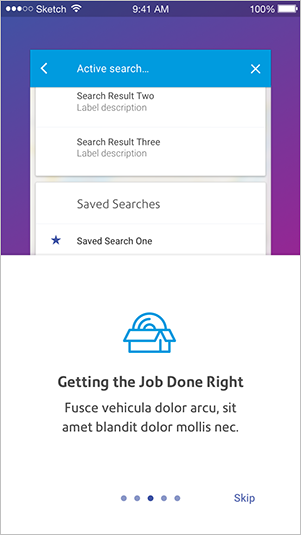 Sketch 9:41 AM 100%
Active search...
Search Result Two
Label description
Search Result Three
Label description
Saved Searches
Saved Search One
Getting the Job Done Right
Fusce vehicula dolor arcu, sit
amet blandit dolor mollis nec.
Skip